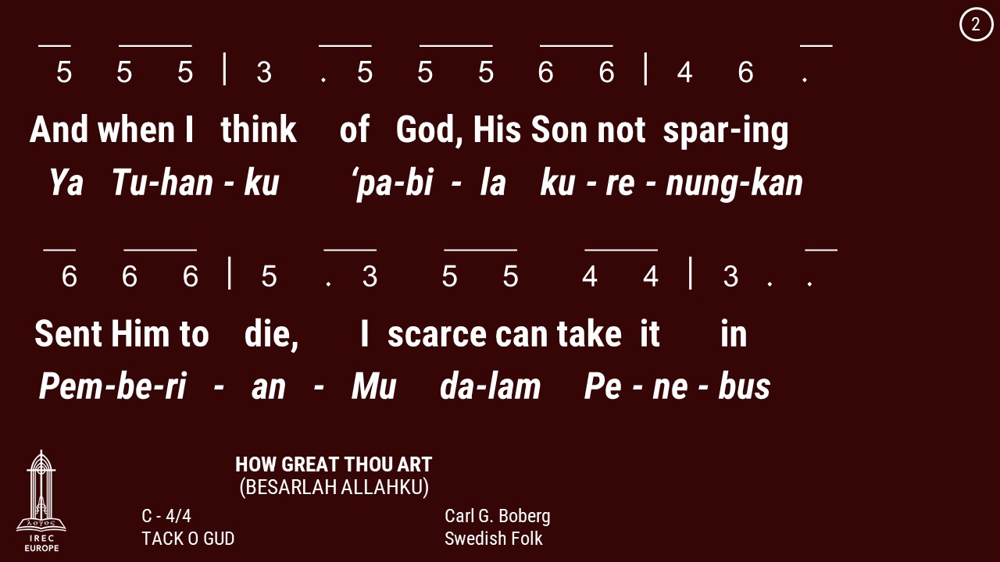 2
5 5 5 | 3 . 5 5 5 6 6 | 4 6 .
And when I think of God, His Son not spar-ing
Ya Tu-han - ku ‘pa-bi - la ku - re - nung-kan
6 6 6 | 5 . 3 5 5 4 4 | 3 . .
Sent Him to die, I scarce can take it in
Pem-be-ri - an - Mu da-lam Pe - ne - bus
HOW GREAT THOU ART
(BESARLAH ALLAHKU)
C - 4/4
Carl G. Boberg
TACK O GUD
Swedish Folk
λογος
IREC
EUROPE